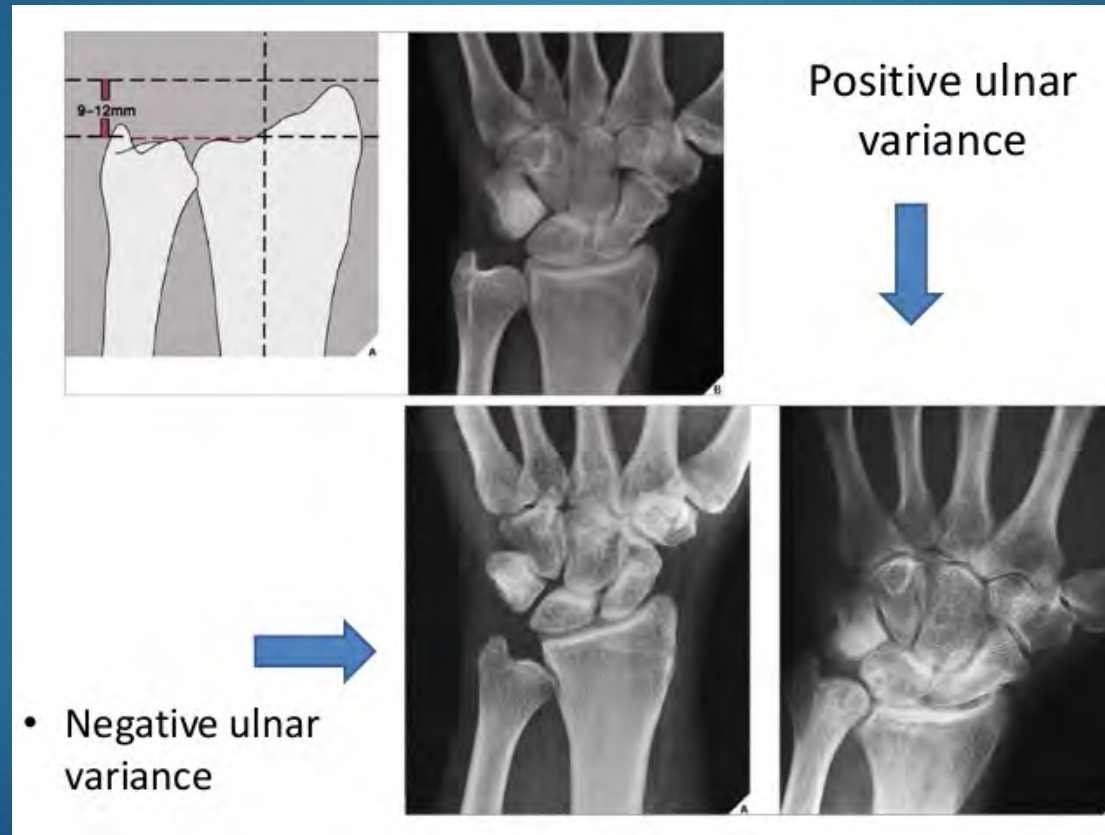 9–12mm
A
B
Positive ulnar
variance
A
• Negative ulnar
variance